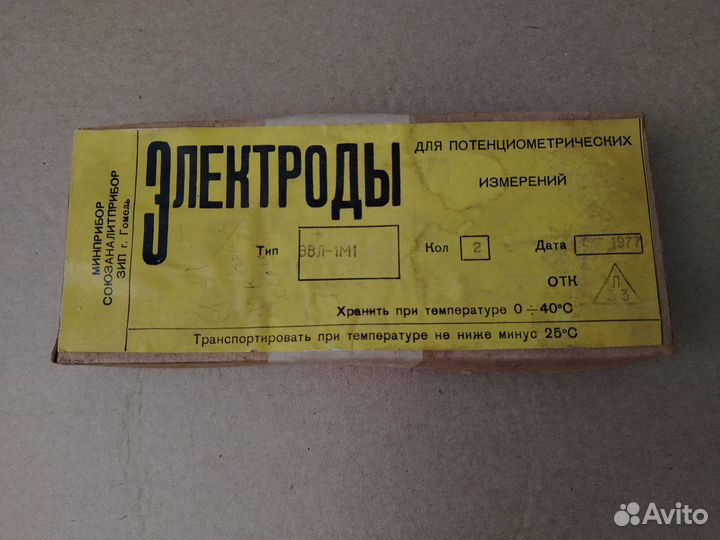 МИНПРИБОР
СОЮЗАНАЛИТПРИБОР
ЗИП г. Гомель
ЭЛЕКТРОДЫ
ДЛЯ ПОТЕНЦИОМЕТРИЧЕСКИХ
ИЗМЕРЕНИЙ
Тип ЭВЛ-1М1 Кол 2 Дата 1977
ОТК
Л
33
Хранить при температуре 0 ÷ 40°C
Транспортировать при температуре не ниже минус 25°C
Avito